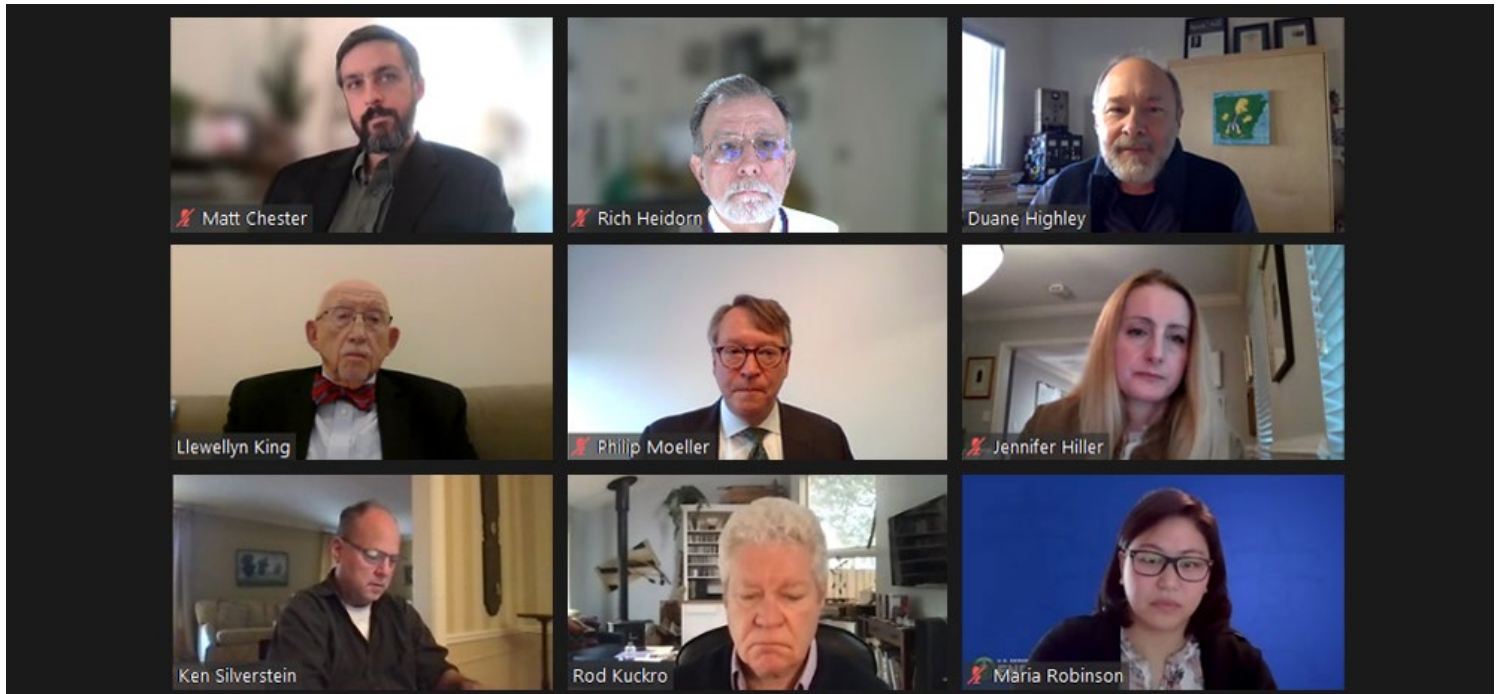 Matt Chester
Rich Heidorn
Duane Highley
Llewellyn King
Philip Moeller
Jennifer Hiller
Ken Silverstein
Rod Kuckro
Maria Robinson